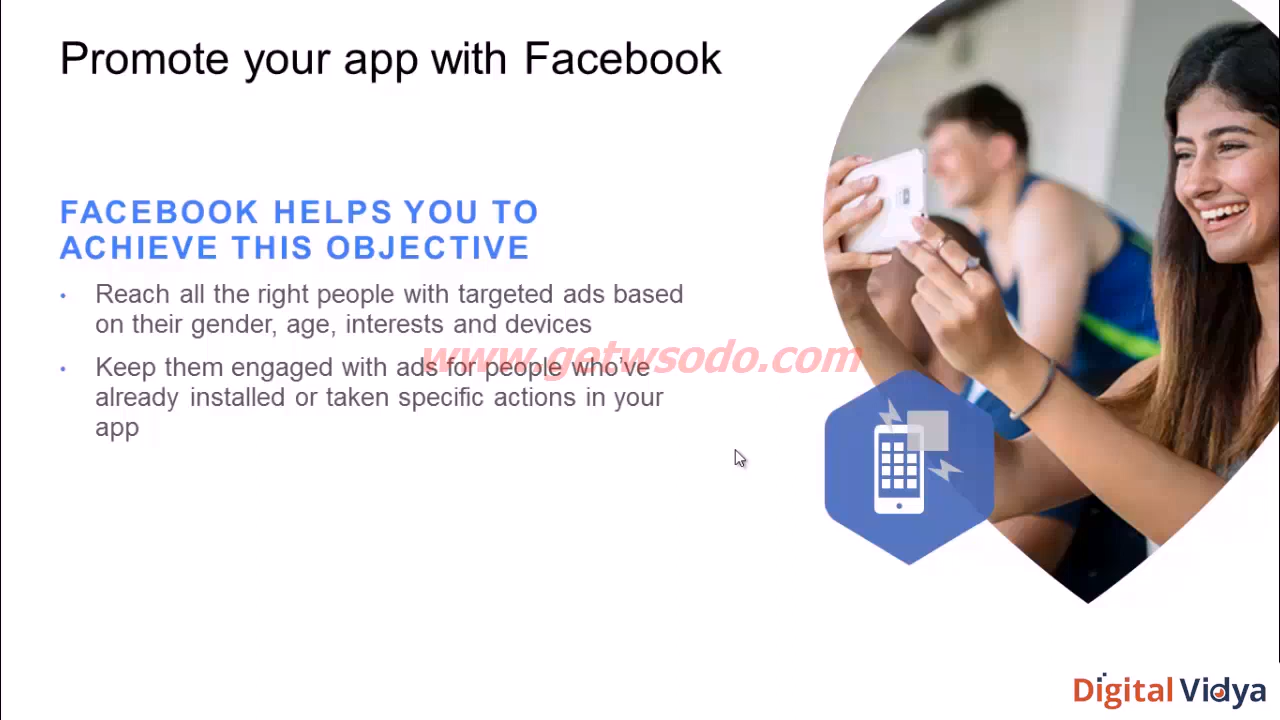 Promote your app with Facebook
FACEBOOK HELPS YOU TO
ACHIEVE THIS OBJECTIVE
• Reach all the right people with targeted ads based
on their gender, age, interests and devices
www.getwsodo.com
• Keep them engaged with ads for people who've
already installed or taken specific actions in your
app
Digital Vidya